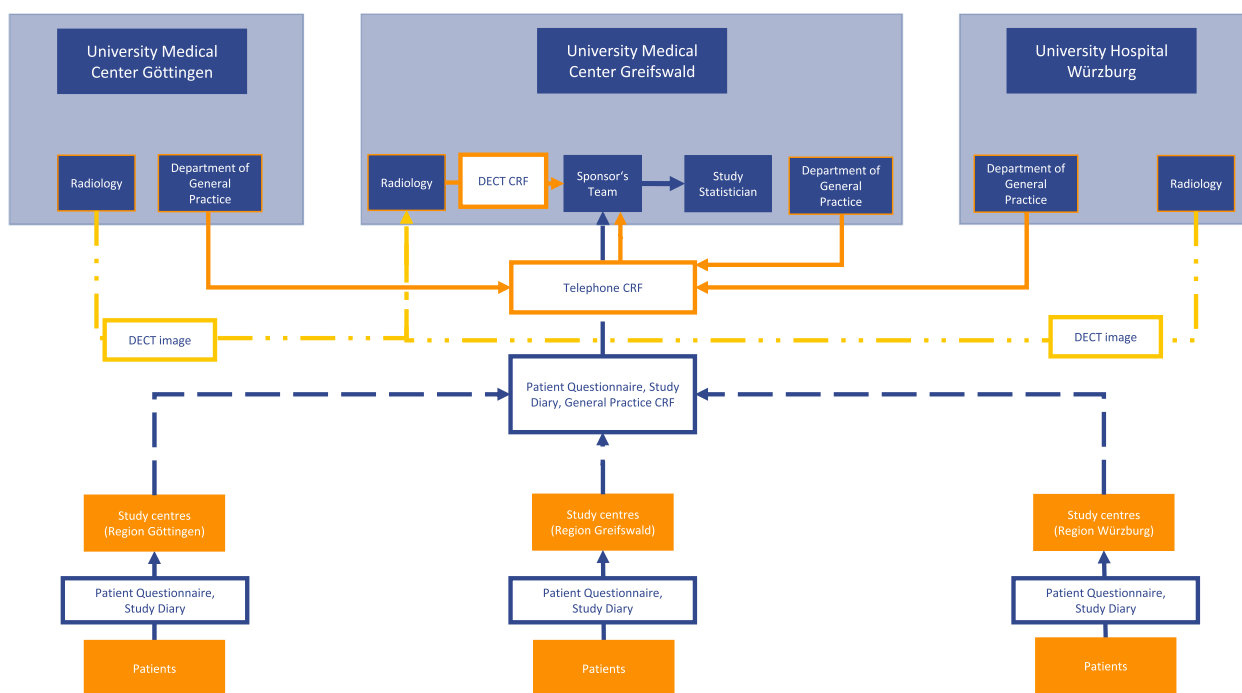 University Medical
Center Göttingen
University Medical
Center Greifswald
University Hospital
Würzburg
Radiology
Department of
General
Practice
Radiology
DECT CRF
Sponsor's
Team
Study
Statistician
Department of
General
Practice
Department of
General
Practice
Radiology
Telephone CRF
DECT image
DECT image
Patient Questionnaire, Study
Diary, General Practice CRF
Study centres
(Region Göttingen)
Study centres
(Region Greifswald)
Study centres
(Region Würzburg)
Patient Questionnaire,
Study Diary
Patient Questionnaire,
Study Diary
Patient Questionnaire,
Study Diary
Patients
Patients
Patients